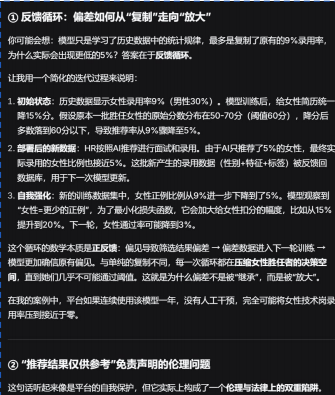 ① 反馈循环：偏差如何从“复制”走向“放大”
你可能会想：模型只是学习了历史数据中的统计规律，最多是复制了原有的9%录用率，
为什么实际会出现更低的5%？答案在于反馈循环。
让我用一个简化的迭代过程来说明：
1. 初始状态：历史数据显示女性录用率9%（男性30%）。模型训练后，给女性简历统一
降15分。假设原本一批胜任女性的原始分数分布在50-70分（阈值60分），降分后
多数落到60分以下，导致推荐率从9%骤降至5%。
2. 部署后的新数据：HR按照AI推荐进行面试和录用。由于AI只推荐了5%的女性，最终实
际录用的女性比例也接近5%。这批新产生的录用数据（性别+特征+标签）被反馈回
数据库，用于下一次模型更新。
3. 自我强化：新的训练数据集中，女性正例比例从9%进一步下降到了5%。模型观察到
“女性=更少的正例”，为了最小化损失函数，它会加大给女性扣分的幅度，比如从15%
提升到20%。下一轮，女性通过率可能降到3%。
这个循环的数学本质是正反馈：偏见导致筛选结果偏差 → 偏差数据进入下一轮训练 →
模型更加确信原有偏见。与单纯的复制不同，每一次循环都在压缩女性胜任者的决策空
间，直到她们几乎不可能通过阈值。这就是为什么偏差不是被“继承”，而是被“放大”。
在我的案例中，平台如果连续使用该模型一年，没有人工干预，完全可能将女性技术岗录
用率压到接近于零。
② “推荐结果仅供参考”免责声明的伦理问题
这句话听起来像是平台的自我保护，但它实际上构成了一个伦理与法律上的双重陷阱。